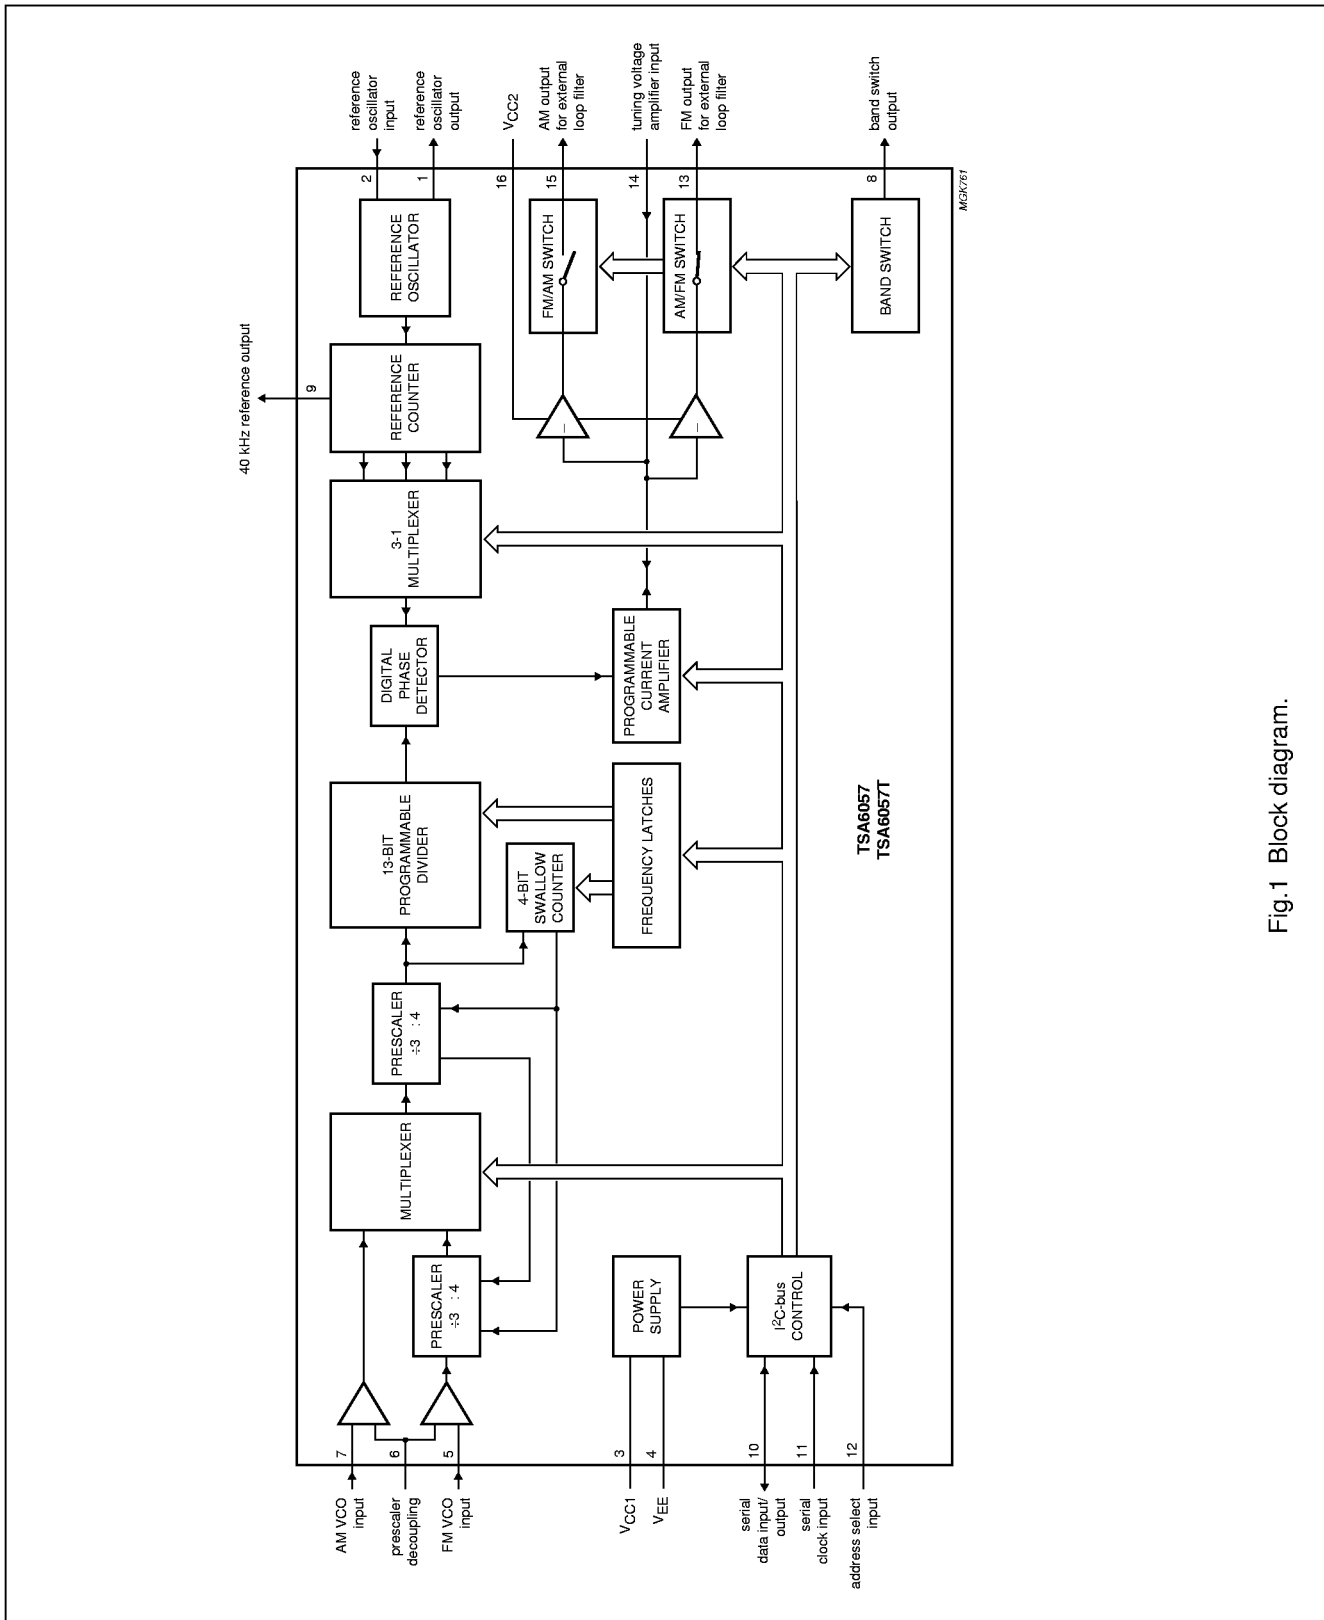 AM VCO
input
7
prescaler
decoupling
6
FM VCO
input
5
PRESCALER
÷3 : 4
MULTIPLEXER
PRESCALER
÷3 : 4
13-BIT
PROGRAMMABLE
DIVIDER
4-BIT
SWALLOW
COUNTER
DIGITAL
PHASE
DETECTOR
3-1
MULTIPLEXER
REFERENCE
COUNTER
9
40 kHz reference output
REFERENCE
OSCILLATOR
2
reference
oscillator
input
1
reference
oscillator
output
VCC1
3
VEE
4
POWER
SUPPLY
FREQUENCY LATCHES
PROGRAMMABLE
CURRENT
AMPLIFIER
–
–
16
VCC2
FM/AM SWITCH
15
AM output
for external
loop filter
14
tuning voltage
amplifier input
AM/FM SWITCH
13
FM output
for external
loop filter
serial
data input/
output
10
serial
clock input
11
address select
input
12
I²C-bus
CONTROL
TSA6057
TSA6057T
BAND SWITCH
8
band switch
output
MGK761
Fig.1 Block diagram.